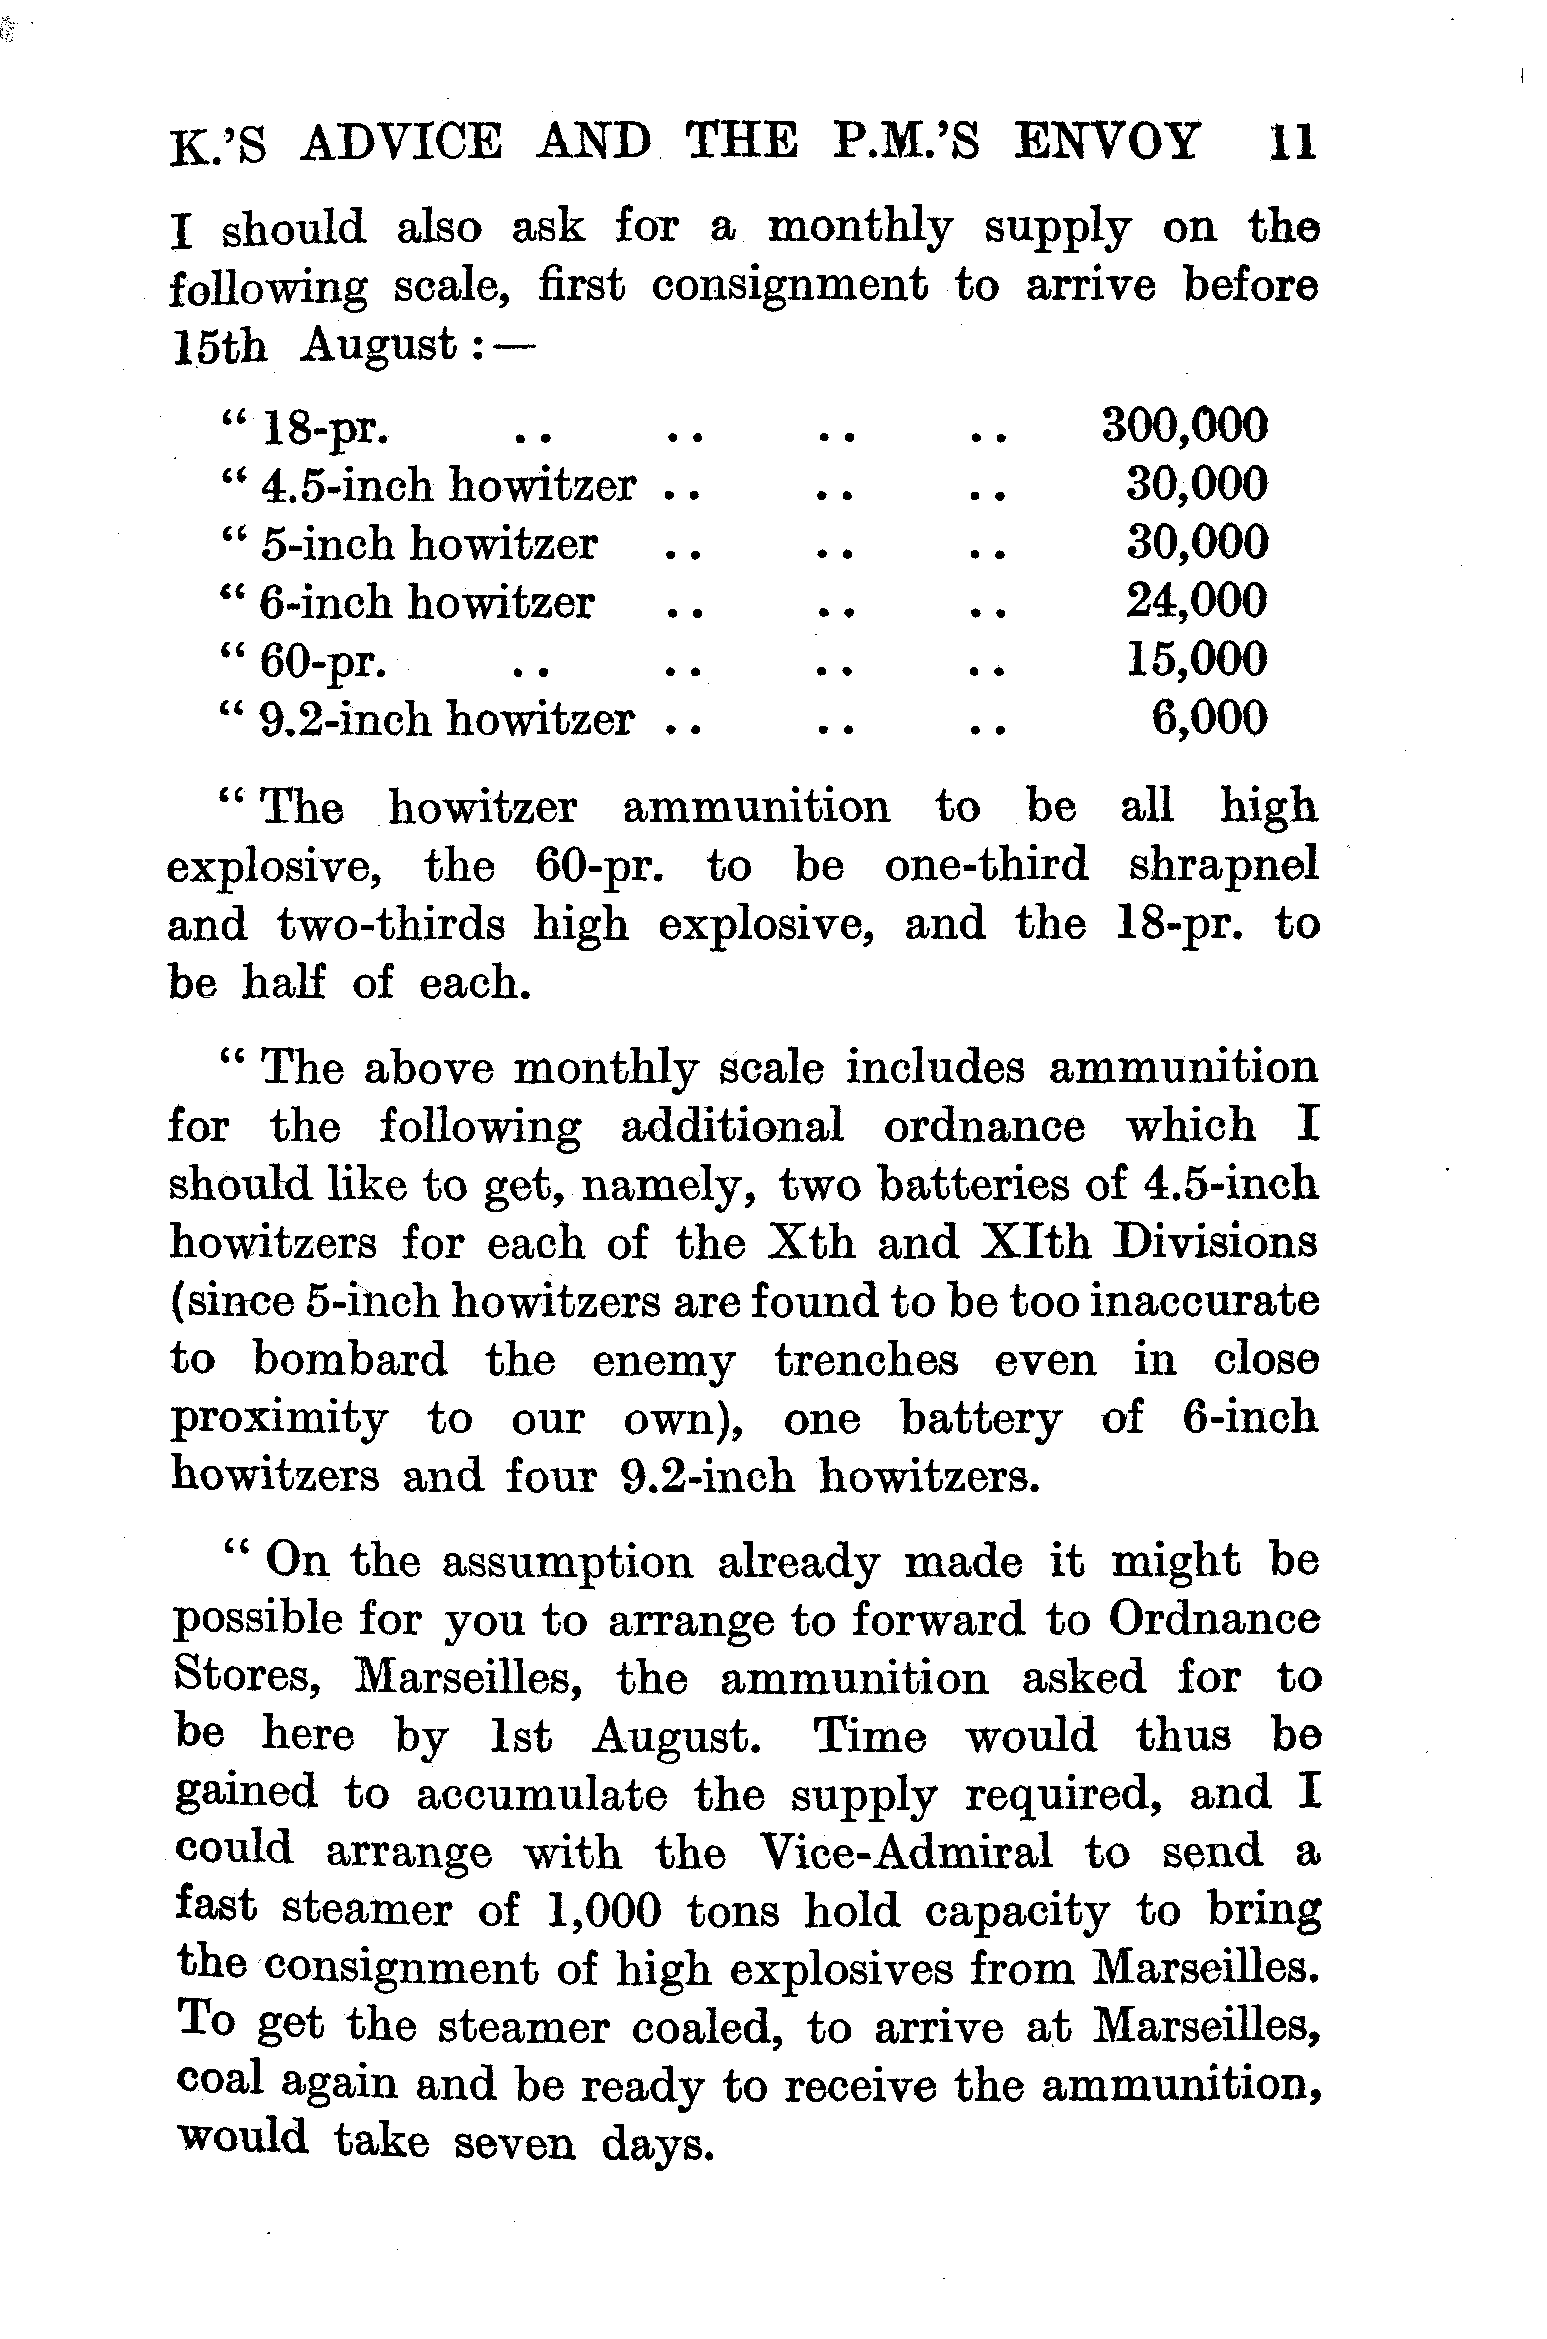 K.'S ADVICE AND THE P.M.'S ENVOY 11
I should also ask for a monthly supply on the
following scale, first consignment to arrive before
15th August :—
“ 18-pr. .. .. .. .. 300,000
“ 4.5-inch howitzer .. .. .. 30,000
“ 5-inch howitzer .. .. .. 30,000
“ 6-inch howitzer .. .. .. 24,000
“ 60-pr. .. .. .. .. 15,000
“ 9.2-inch howitzer .. .. .. 6,000
“ The howitzer ammunition to be all high
explosive, the 60-pr. to be one-third shrapnel
and two-thirds high explosive, and the 18-pr. to
be half of each.
“ The above monthly scale includes ammunition
for the following additional ordnance which I
should like to get, namely, two batteries of 4.5-inch
howitzers for each of the Xth and XIth Divisions
(since 5-inch howitzers are found to be too inaccurate
to bombard the enemy trenches even in close
proximity to our own), one battery of 6-inch
howitzers and four 9.2-inch howitzers.
“ On the assumption already made it might be
possible for you to arrange to forward to Ordnance
Stores, Marseilles, the ammunition asked for to
be here by 1st August. Time would thus be
gained to accumulate the supply required, and I
could arrange with the Vice-Admiral to send a
fast steamer of 1,000 tons hold capacity to bring
the consignment of high explosives from Marseilles.
To get the steamer coaled, to arrive at Marseilles,
coal again and be ready to receive the ammunition,
would take seven days.